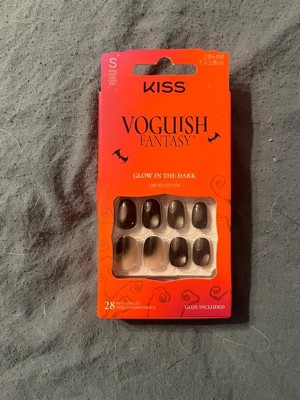 S
KISS
VOGUISH
FANTASY
GLOW IN THE DARK
LIMITED EDITION
28
GLUE INCLUDED